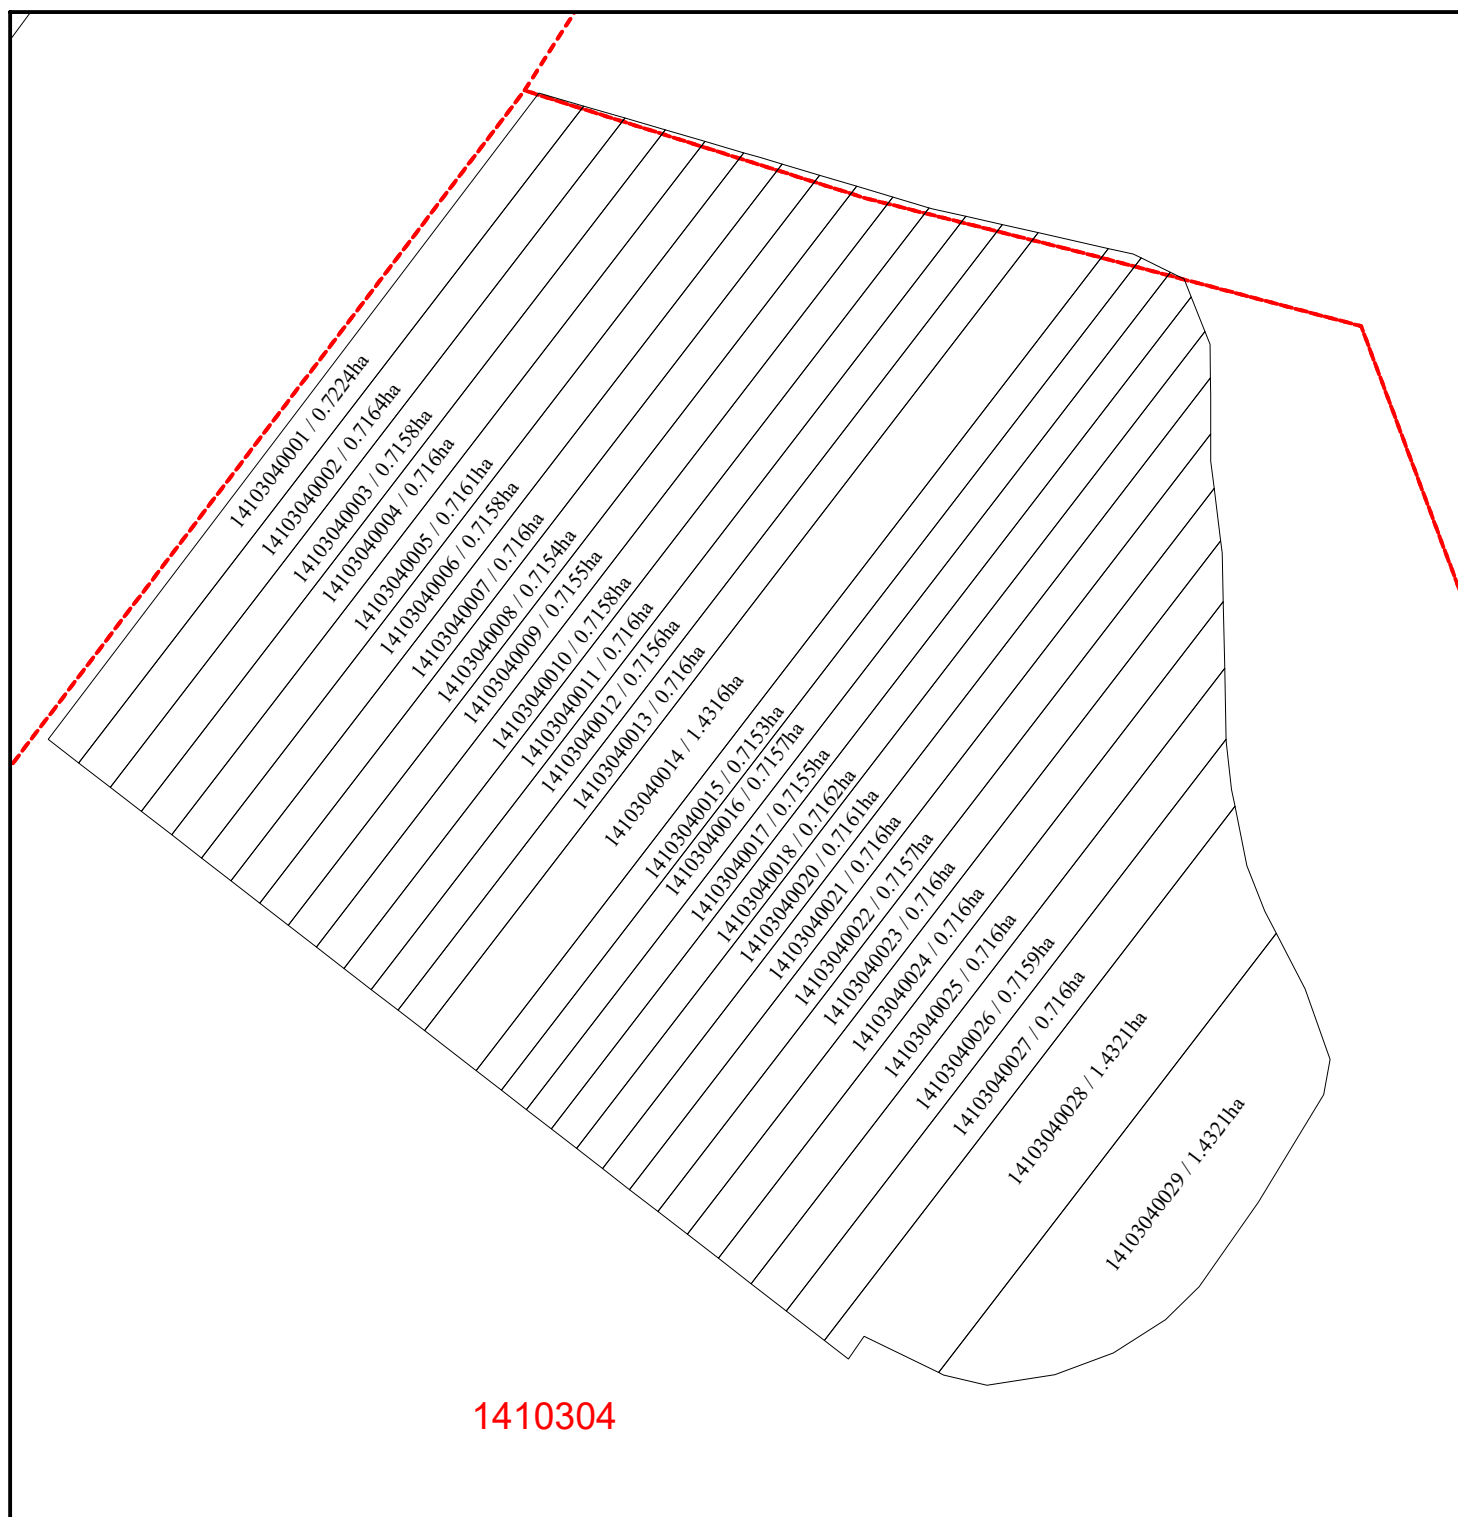 14103040001 / 0.7224ha
14103040002 / 0.7164ha
14103040003 / 0.7158ha
14103040004 / 0.716ha
14103040005 / 0.7161ha
14103040006 / 0.7158ha
14103040007 / 0.716ha
14103040008 / 0.7154ha
14103040009 / 0.7155ha
14103040010 / 0.7158ha
14103040011 / 0.716ha
14103040012 / 0.7156ha
14103040013 / 0.716ha
14103040014 / 1.4316ha
14103040015 / 0.7153ha
14103040016 / 0.7157ha
14103040017 / 0.7155ha
14103040018 / 0.7162ha
14103040020 / 0.7161ha
14103040021 / 0.716ha
14103040022 / 0.7157ha
14103040023 / 0.716ha
14103040024 / 0.716ha
14103040025 / 0.716ha
14103040026 / 0.7159ha
14103040027 / 0.716ha
14103040028 / 1.4321ha
14103040029 / 1.4321ha
1410304